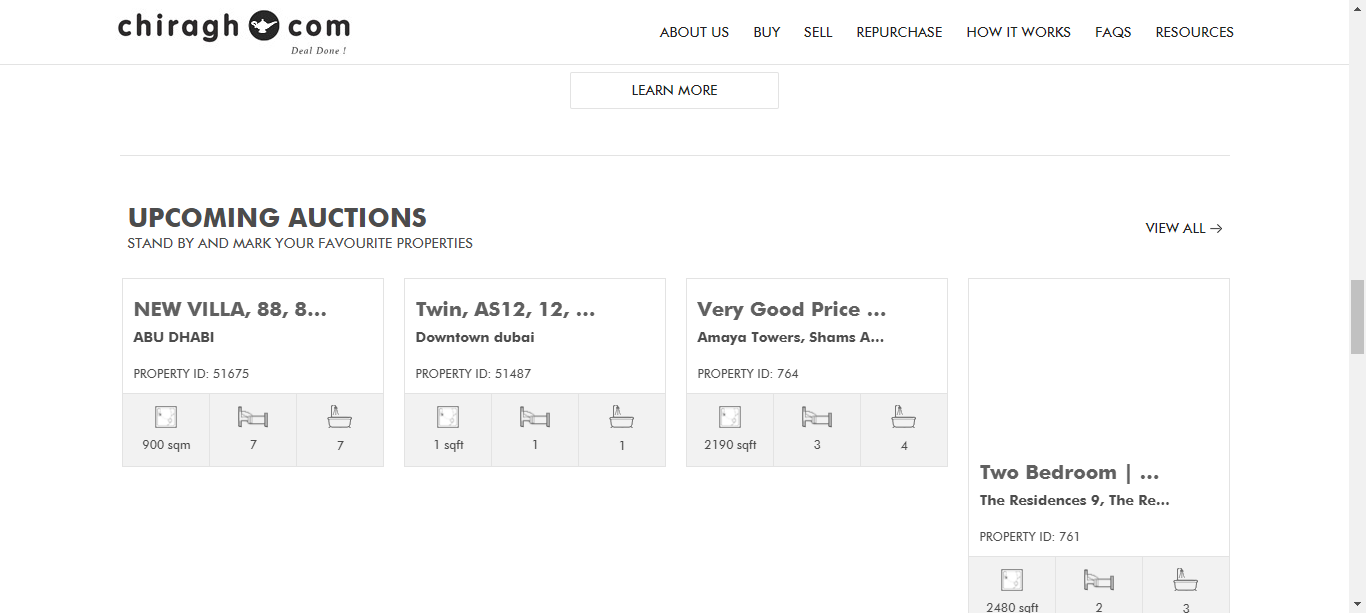 chiragh com
Deal Done !
ABOUT US BUY SELL REPURCHASE HOW IT WORKS FAQS RESOURCES
LEARN MORE
UPCOMING AUCTIONS
STAND BY AND MARK YOUR FAVOURITE PROPERTIES
VIEW ALL →
NEW VILLA, 88, 8...
ABU DHABI
PROPERTY ID: 51675
900 sqm 7 7
Twin, AS12, 12, ...
Downtown dubai
PROPERTY ID: 51487
1 sqft 1 1
Very Good Price ...
Amaya Towers, Shams A...
PROPERTY ID: 764
2190 sqft 3 4
Two Bedroom | ...
The Residences 9, The Re...
PROPERTY ID: 761
2480 sqft 2 3